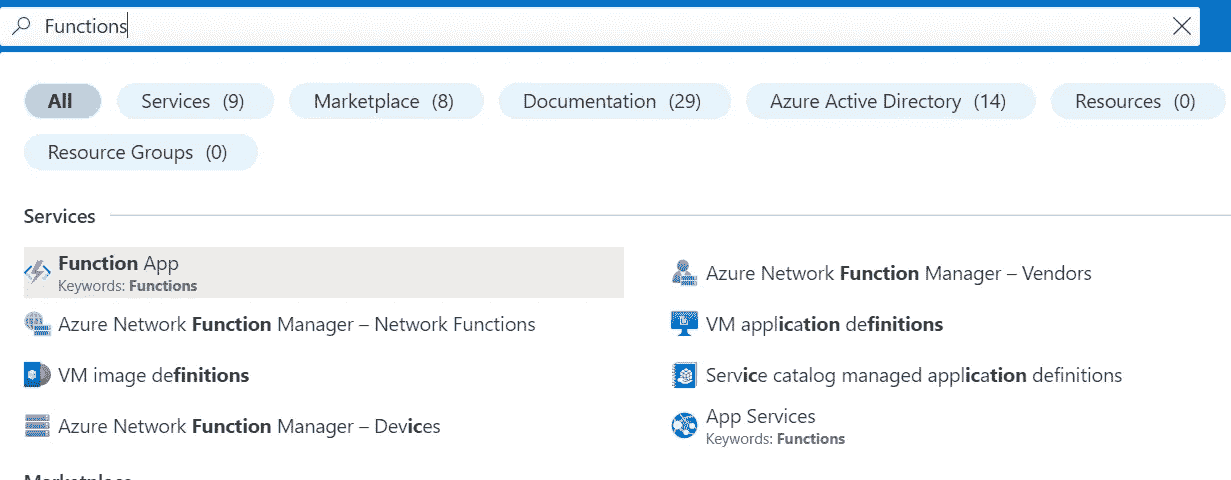 Functions
All
Services (9)
Marketplace (8)
Documentation (29)
Azure Active Directory (14)
Resources (0)
Resource Groups (0)
Services
Function App
Keywords: Functions
Azure Network Function Manager – Vendors
Azure Network Function Manager – Network Functions
VM application definitions
VM image definitions
Service catalog managed application definitions
Azure Network Function Manager – Devices
App Services
Keywords: Functions
Marketplace